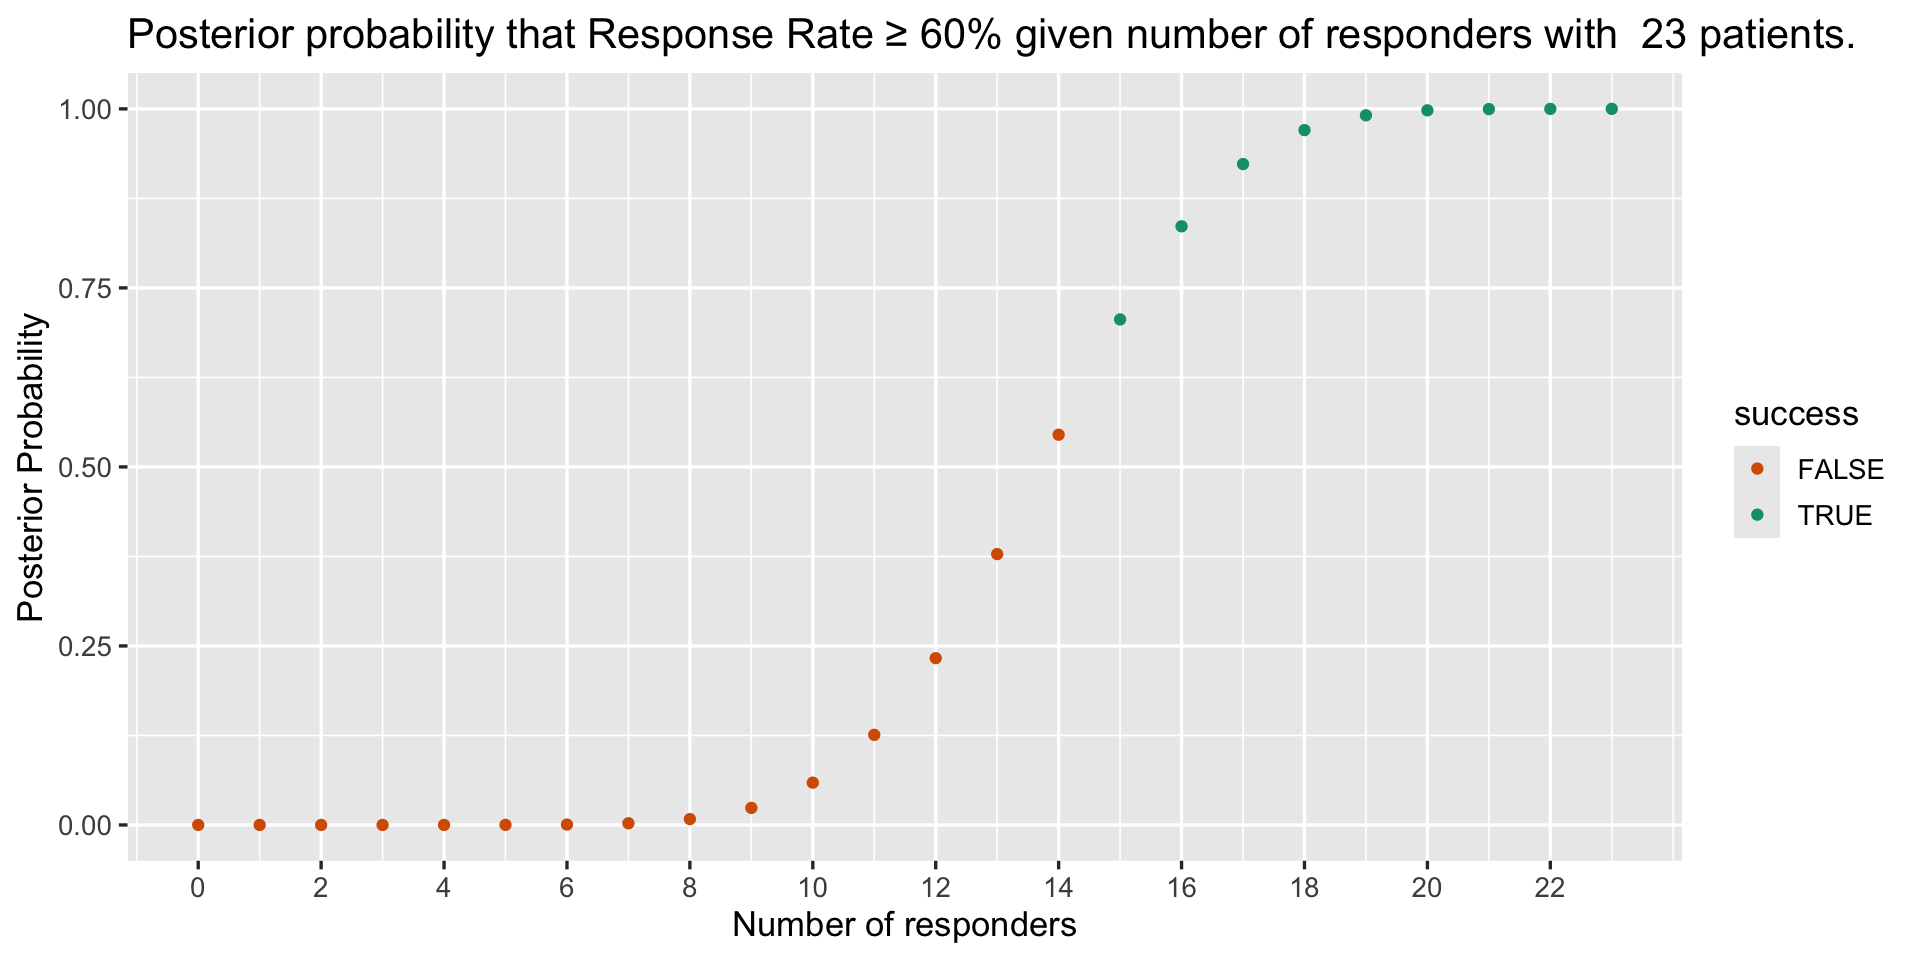 Posterior probability that Response Rate ≥ 60% given number of responders with  23 patients.
1.00
0.75
0.50
0.25
0.00
Posterior Probability
0 2 4 6 8 10 12 14 16 18 20 22
Number of responders
success
FALSE
TRUE